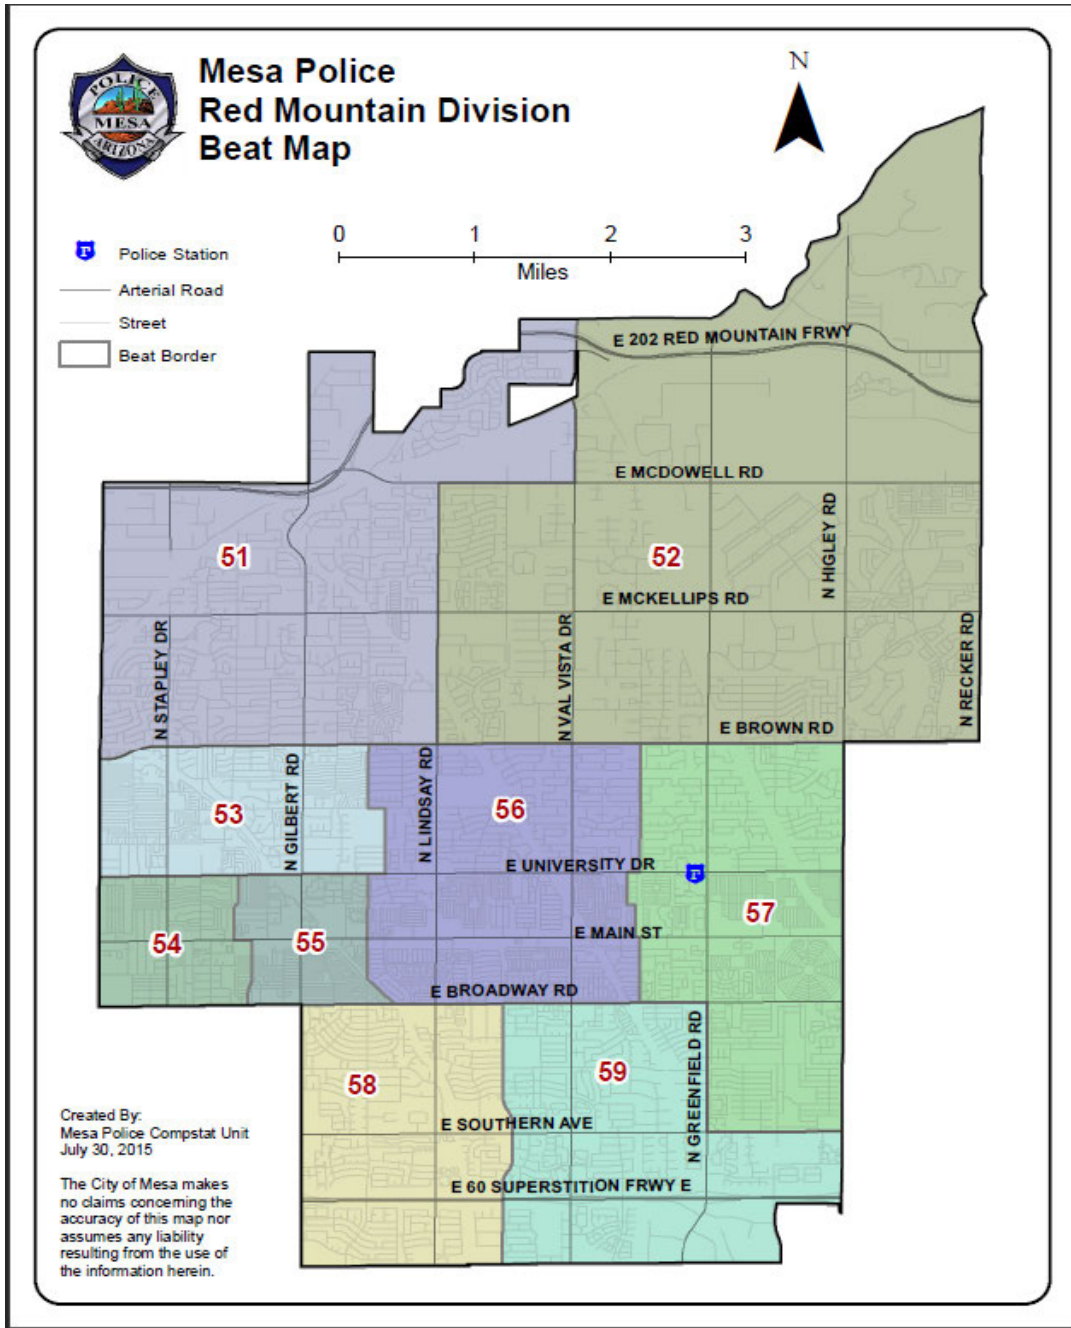 POLICE
MESA
ARIZONA
Mesa Police
Red Mountain Division
Beat Map
N
0 1 2 3
Miles
Police Station
Arterial Road
Street
Beat Border
E 202 RED MOUNTAIN FRWY
E MCDOWELL RD
N HIGLEY RD
51
52
E MCKELLIPS RD
N STAPLEY DR
N VAL VISTA DR
N RECKER RD
E BROWN RD
N GILBERT RD
N LINDSAY RD
53
56
E UNIVERSITY DR
57
E MAIN ST
54
55
E BROADWAY RD
58
59
N GREENFIELD RD
E SOUTHERN AVE
E 60 SUPERSTITION FRWY E
Created By:
Mesa Police Compstat Unit
July 30, 2015
The City of Mesa makes
no claims concerning the
accuracy of this map nor
assumes any liability
resulting from the use of
the information herein.